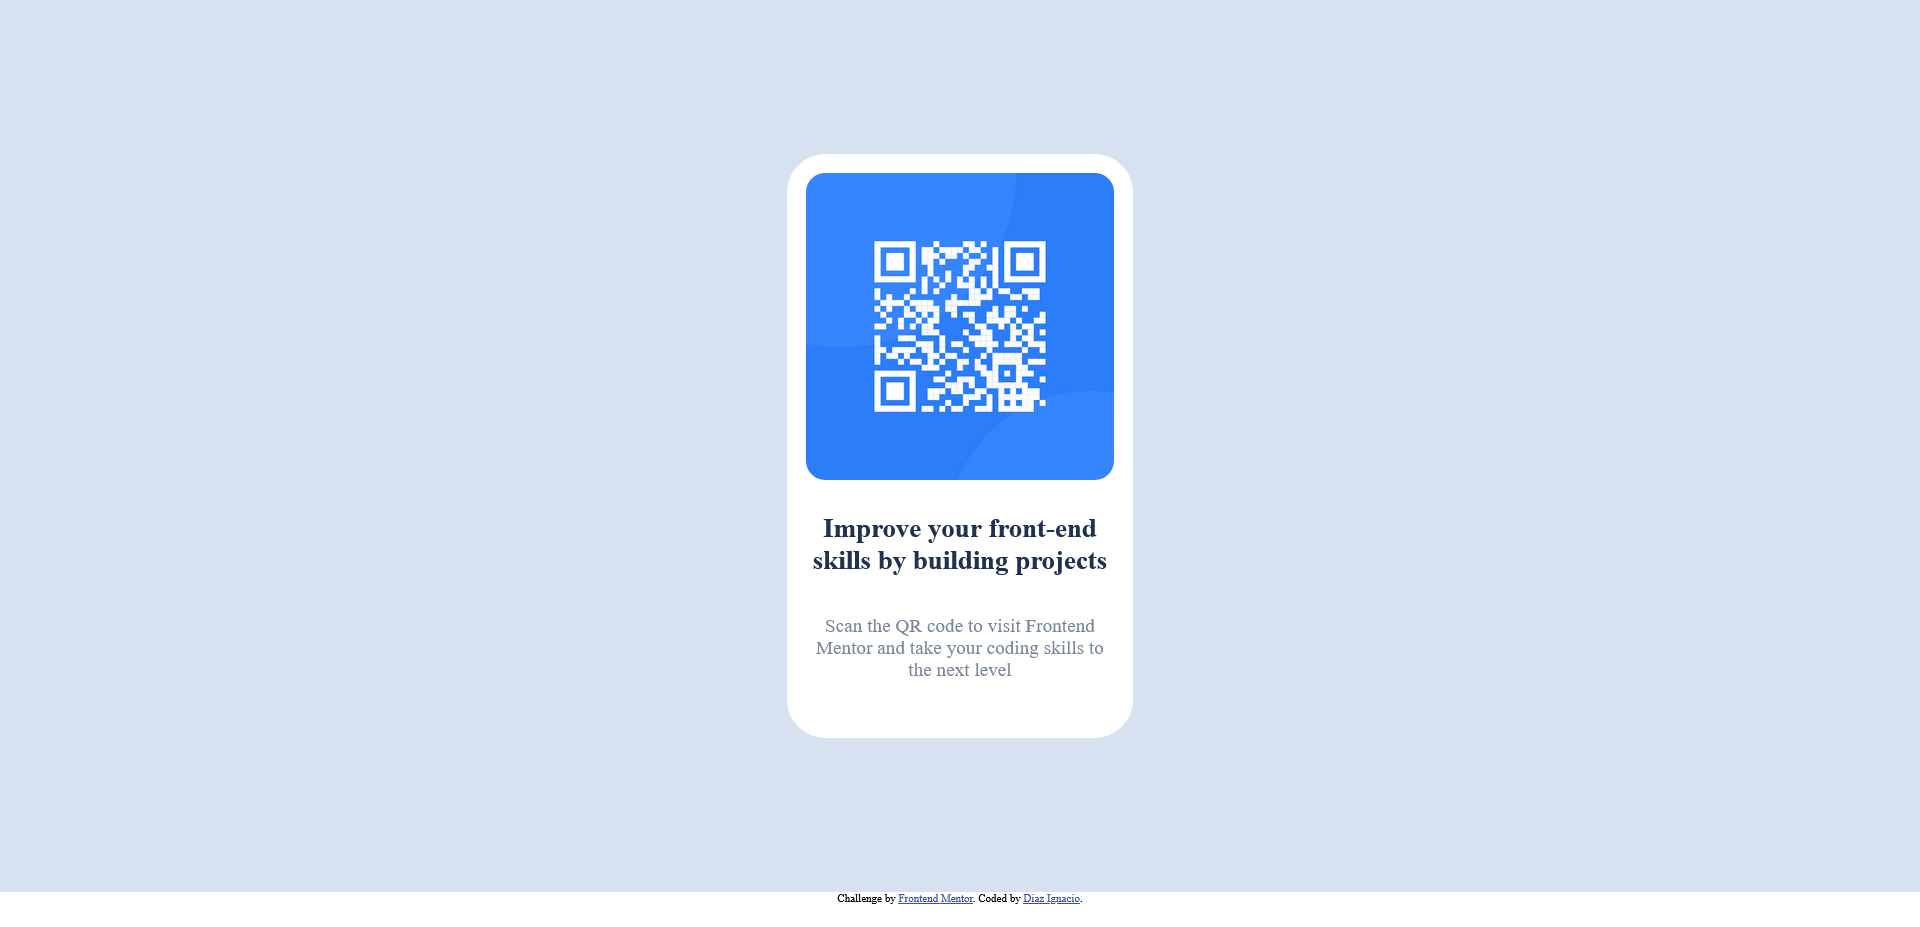 Improve your front-end
skills by building projects
Scan the QR code to visit Frontend
Mentor and take your coding skills to
the next level
Challenge by Frontend Mentor. Coded by Diaz Ignacio.